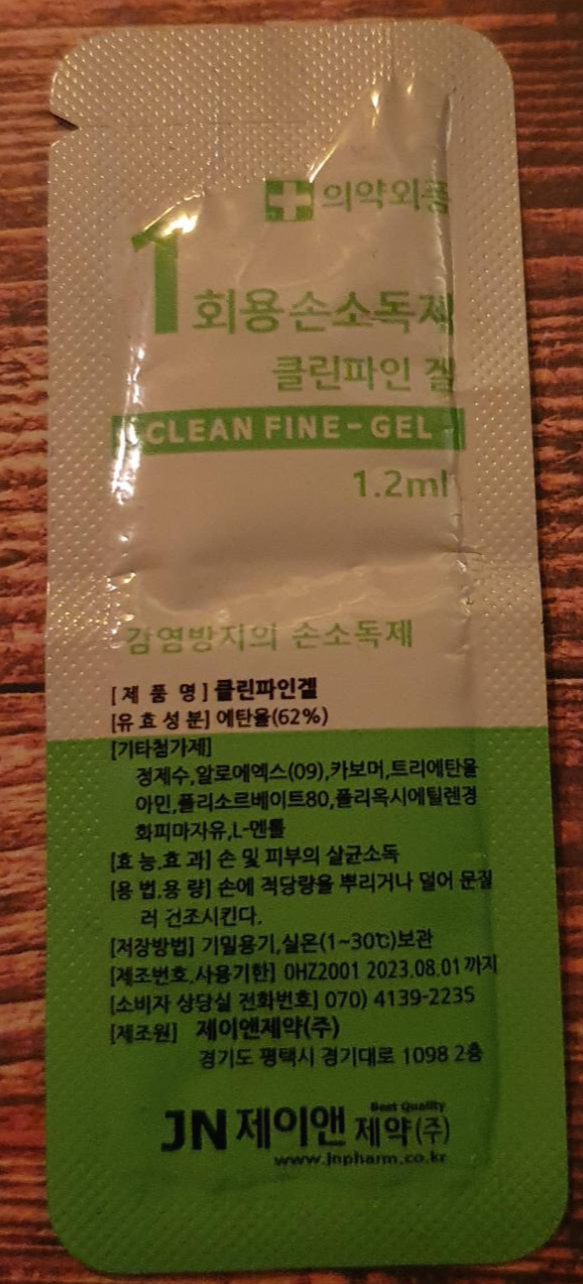 의약외품
1회용손소독제
클린파인 겔
CLEAN FINE-GEL
1.2ml
감염방지의 손소독제
[제 품 명] 클린파인겔
[유효성분] 에탄올(62%)
[기타첨가제]
정제수,알로에엑스(09),카보머,트리에탄올
아민,폴리소르베이트80,폴리옥시에틸렌경
화피마자유,L-멘톨
[효능.효과] 손 및 피부의 살균소독
[용법.용량] 손에 적당량을 뿌리거나 덜어 문질
러 건조시킨다.
[저장방법] 기밀용기,실온(1~30℃)보관
[제조번호.사용기한] 0HZ2001 2023.08.01까지
[소비자 상담실 전화번호] 070) 4139-2235
[제조원] 제이앤제약(주)
경기도 평택시 경기대로 1098 2층
Best Quality
JN 제이앤 제약(주)
www.jnpharm.co.kr